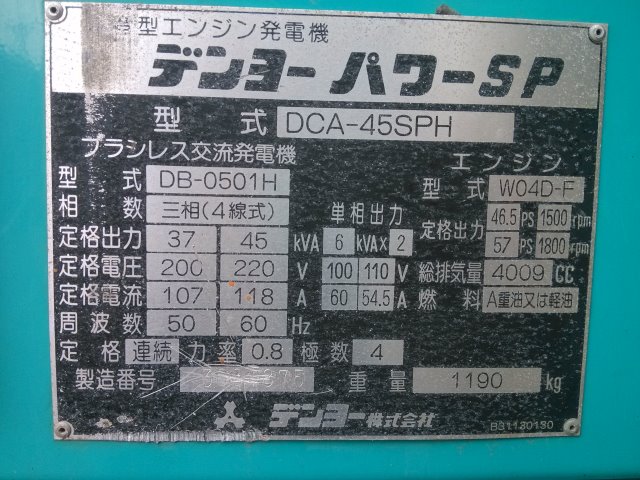 型エンジン発電機
デンヨー パワーSP
型 式 DCA-45SPH
ブラシレス交流発電機
型 式 DB-0501H
相 数 三相(4線式)
定格出力 37 45 kVA
定格電圧 200 220 V
定格電流 107 118 A
周波数 50 60 Hz
定 格 連続 力率 0.8 極数 4
単相出力
6 kVA× 2
100 110 V
60 54.5 A
エンジン
型 式 W04D-F
定格出力 46.5 PS 1500 rpm
57 PS 1800 rpm
総排気量 4009 CC
燃 料 A重油又は軽油
製造番号
重 量 1190 kg
デンヨー株式会社
B31130130